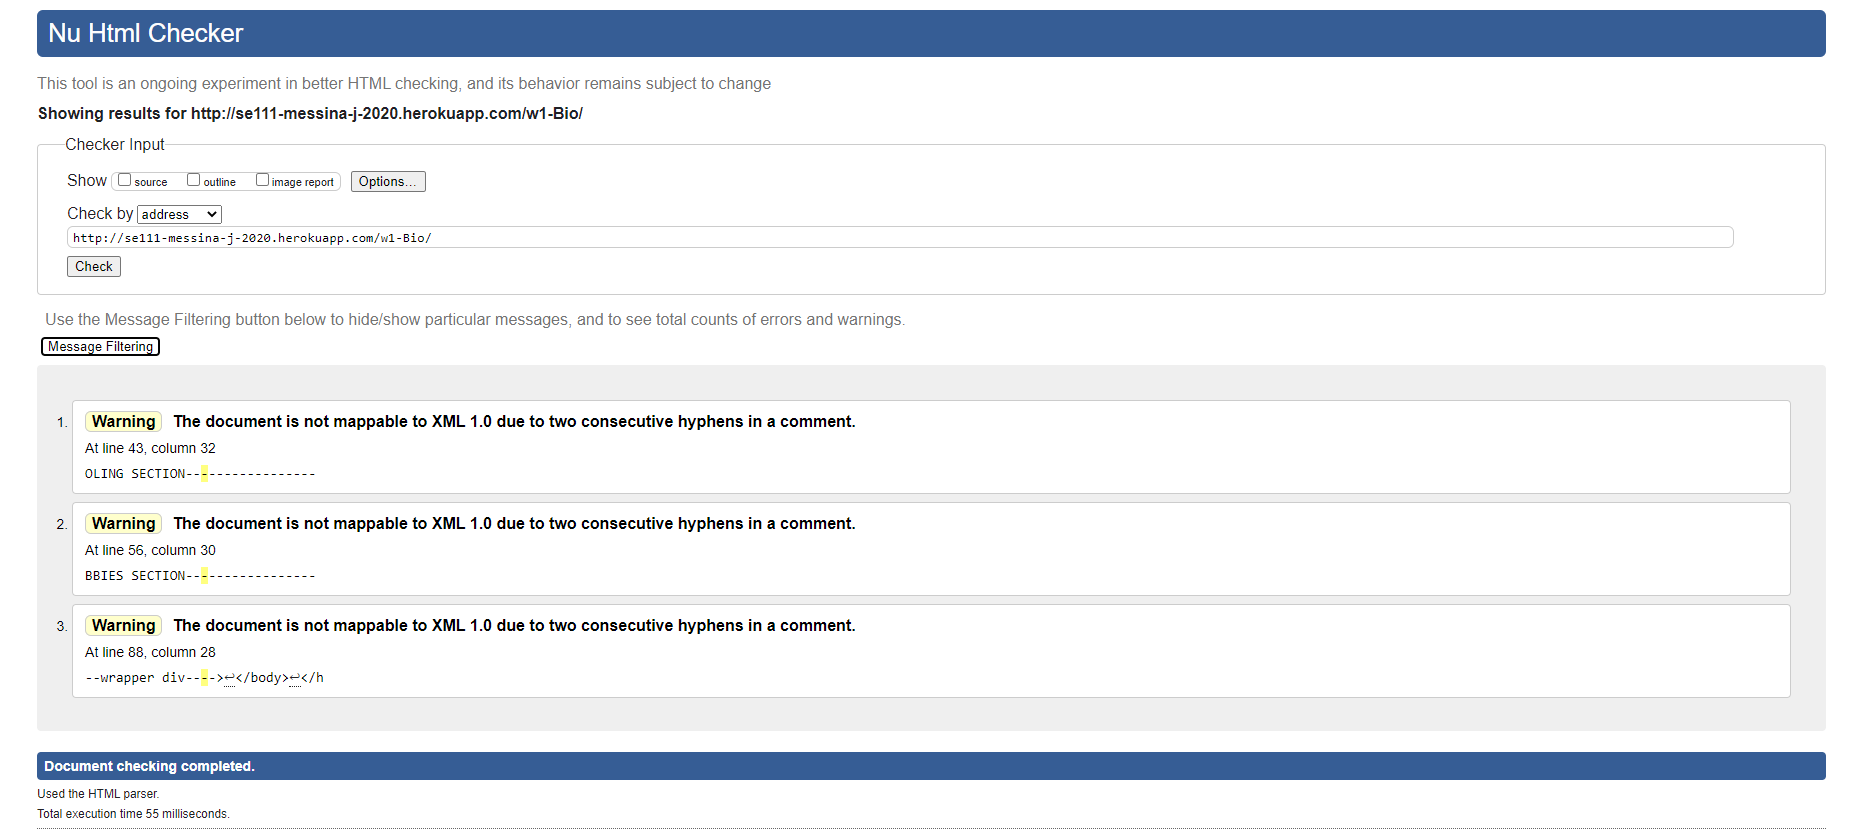 Nu Html Checker
This tool is an ongoing experiment in better HTML checking, and its behavior remains subject to change
Showing results for http://se111-messina-j-2020.herokuapp.com/w1-Bio/
Checker Input
Show source outline image report Options...
Check by address
http://se111-messina-j-2020.herokuapp.com/w1-Bio/
Check
Use the Message Filtering button below to hide/show particular messages, and to see total counts of errors and warnings.
Message Filtering
1. Warning The document is not mappable to XML 1.0 due to two consecutive hyphens in a comment.
At line 43, column 32
OLING SECTION-----------------
2. Warning The document is not mappable to XML 1.0 due to two consecutive hyphens in a comment.
At line 56, column 30
BBIES SECTION-----------------
3. Warning The document is not mappable to XML 1.0 due to two consecutive hyphens in a comment.
At line 88, column 28
--wrapper div---->↩</body>↩</h
Document checking completed.
Used the HTML parser.
Total execution time 55 milliseconds.